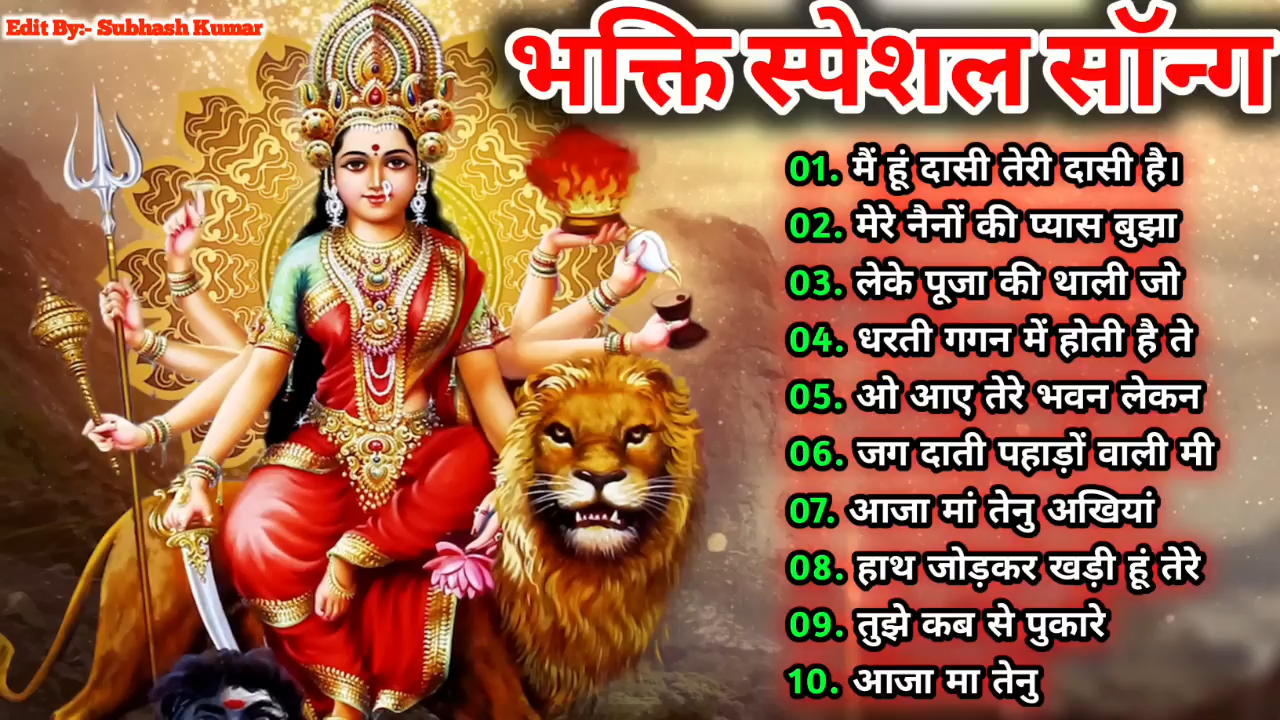 Edit By:- Subhash Kumar
भक्ति स्पेशल सॉन्ग
01. मैं हूं दासी तेरी दासी है।
02. मेरे नैनों की प्यास बुझा
03. लेके पूजा की थाली जो
04. धरती गगन में होती है ते
05. ओ आए तेरे भवन लेकन
06. जग दाती पहाड़ों वाली मी
07. आजा मां तेनु अखियां
08. हाथ जोड़कर खड़ी हूं तेरे
09. तुझे कब से पुकारे
10. आजा मा तेनु